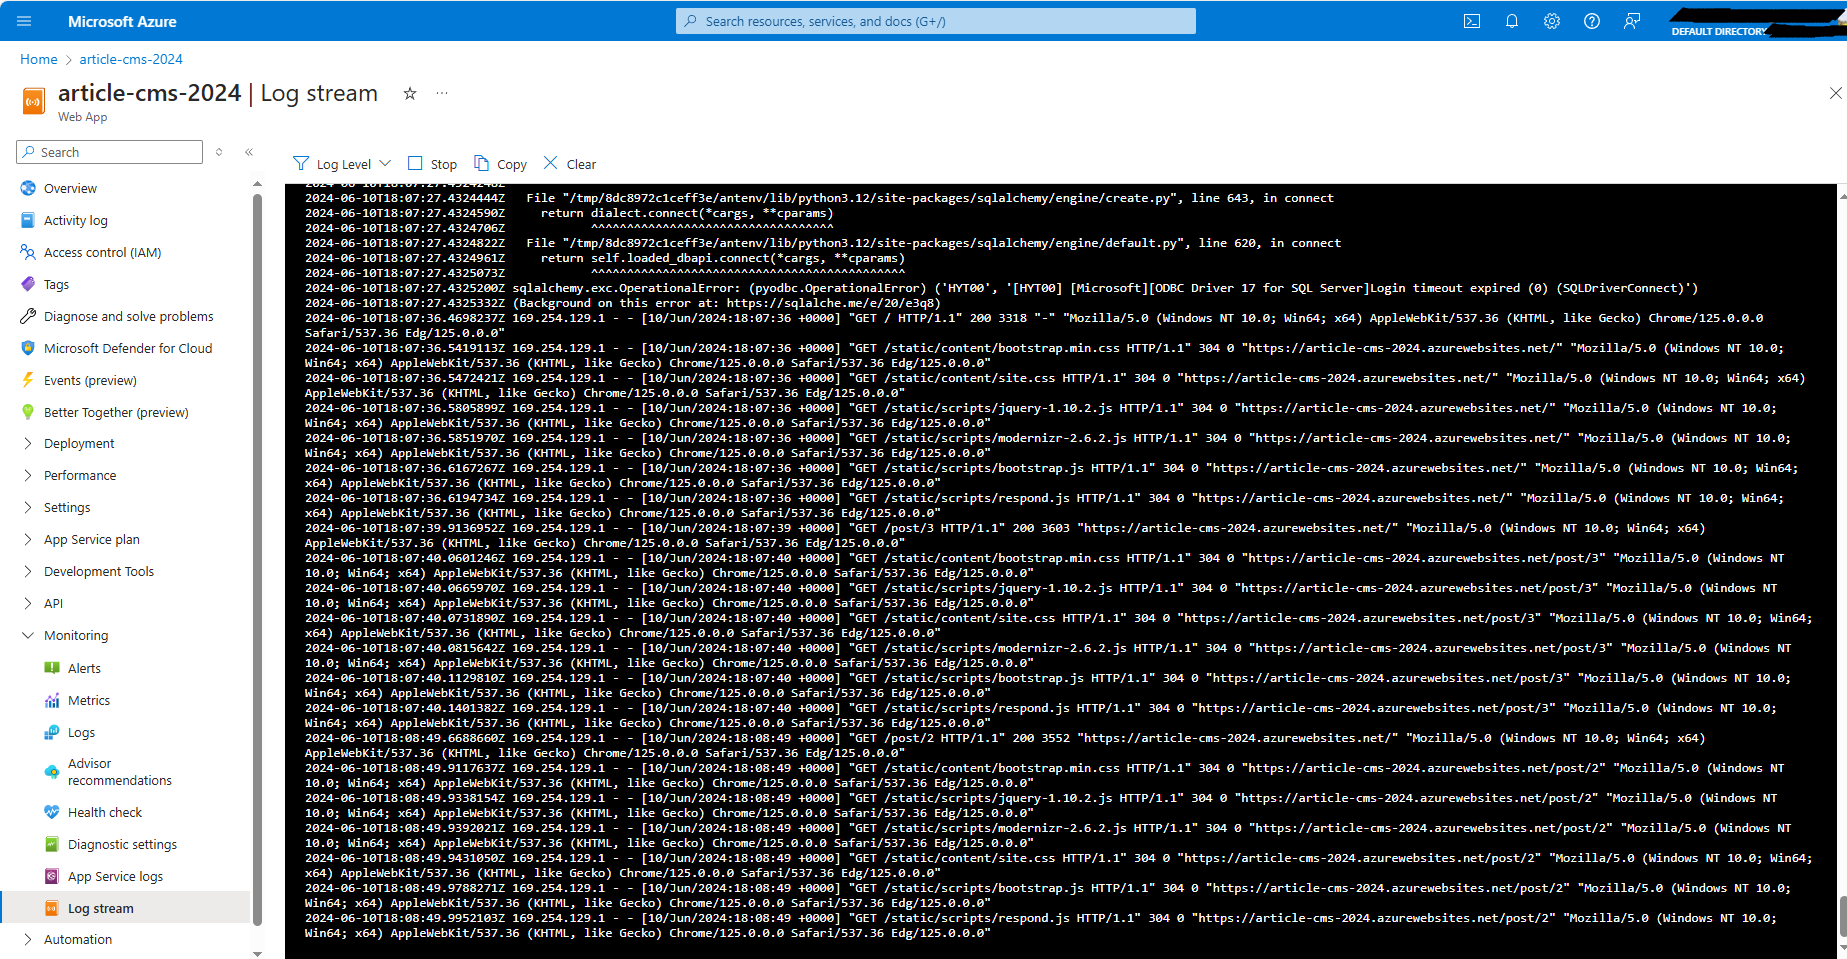 Microsoft Azure
Search resources, services, and docs (G+/)
DEFAULT DIRECTORY
Home > article-cms-2024
article-cms-2024 | Log stream
Web App
Search
Overview
Activity log
Access control (IAM)
Tags
Diagnose and solve problems
Microsoft Defender for Cloud
Events (preview)
Better Together (preview)
Deployment
Performance
Settings
App Service plan
Development Tools
API
Monitoring
Alerts
Metrics
Logs
Advisor
recommendations
Health check
Diagnostic settings
App Service logs
Log stream
Automation
Log Level
Stop
Copy
Clear
2024-06-10T18:07:27.4324248Z
2024-06-10T18:07:27.4324444Z   File "/tmp/8dc8972c1ceff3e/antenv/lib/python3.12/site-packages/sqlalchemy/engine/create.py", line 643, in connect
2024-06-10T18:07:27.4324590Z     return dialect.connect(*cargs, **cparams)
2024-06-10T18:07:27.4324706Z            ^^^^^^^^^^^^^^^^^^^^^^^^^^^^^^^^^^
2024-06-10T18:07:27.4324822Z   File "/tmp/8dc8972c1ceff3e/antenv/lib/python3.12/site-packages/sqlalchemy/engine/default.py", line 620, in connect
2024-06-10T18:07:27.4324961Z     return self.loaded_dbapi.connect(*cargs, **cparams)
2024-06-10T18:07:27.4325073Z            ^^^^^^^^^^^^^^^^^^^^^^^^^^^^^^^^^^^^^^^^^^^^
2024-06-10T18:07:27.4325200Z sqlalchemy.exc.OperationalError: (pyodbc.OperationalError) ('HYT00', '[HYT00] [Microsoft][ODBC Driver 17 for SQL Server]Login timeout expired (0) (SQLDriverConnect)')
2024-06-10T18:07:27.4325332Z (Background on this error at: https://sqlalche.me/e/20/e3q8)
2024-06-10T18:07:36.4698237Z 169.254.129.1 - - [10/Jun/2024:18:07:36 +0000] "GET / HTTP/1.1" 200 3318 "-" "Mozilla/5.0 (Windows NT 10.0; Win64; x64) AppleWebKit/537.36 (KHTML, like Gecko) Chrome/125.0.0.0
Safari/537.36 Edg/125.0.0.0"
2024-06-10T18:07:36.5419113Z 169.254.129.1 - - [10/Jun/2024:18:07:36 +0000] "GET /static/content/bootstrap.min.css HTTP/1.1" 304 0 "https://article-cms-2024.azurewebsites.net/" "Mozilla/5.0 (Windows NT 10.0;
Win64; x64) AppleWebKit/537.36 (KHTML, like Gecko) Chrome/125.0.0.0 Safari/537.36 Edg/125.0.0.0"
2024-06-10T18:07:36.5472421Z 169.254.129.1 - - [10/Jun/2024:18:07:36 +0000] "GET /static/content/site.css HTTP/1.1" 304 0 "https://article-cms-2024.azurewebsites.net/" "Mozilla/5.0 (Windows NT 10.0; Win64; x64)
AppleWebKit/537.36 (KHTML, like Gecko) Chrome/125.0.0.0 Safari/537.36 Edg/125.0.0.0"
2024-06-10T18:07:36.5805899Z 169.254.129.1 - - [10/Jun/2024:18:07:36 +0000] "GET /static/scripts/jquery-1.10.2.js HTTP/1.1" 304 0 "https://article-cms-2024.azurewebsites.net/" "Mozilla/5.0 (Windows NT 10.0;
Win64; x64) AppleWebKit/537.36 (KHTML, like Gecko) Chrome/125.0.0.0 Safari/537.36 Edg/125.0.0.0"
2024-06-10T18:07:36.5851970Z 169.254.129.1 - - [10/Jun/2024:18:07:36 +0000] "GET /static/scripts/modernizr-2.6.2.js HTTP/1.1" 304 0 "https://article-cms-2024.azurewebsites.net/" "Mozilla/5.0 (Windows NT 10.0;
Win64; x64) AppleWebKit/537.36 (KHTML, like Gecko) Chrome/125.0.0.0 Safari/537.36 Edg/125.0.0.0"
2024-06-10T18:07:36.6167267Z 169.254.129.1 - - [10/Jun/2024:18:07:36 +0000] "GET /static/scripts/bootstrap.js HTTP/1.1" 304 0 "https://article-cms-2024.azurewebsites.net/" "Mozilla/5.0 (Windows NT 10.0; Win64;
x64) AppleWebKit/537.36 (KHTML, like Gecko) Chrome/125.0.0.0 Safari/537.36 Edg/125.0.0.0"
2024-06-10T18:07:36.6194734Z 169.254.129.1 - - [10/Jun/2024:18:07:36 +0000] "GET /static/scripts/respond.js HTTP/1.1" 304 0 "https://article-cms-2024.azurewebsites.net/" "Mozilla/5.0 (Windows NT 10.0; Win64;
x64) AppleWebKit/537.36 (KHTML, like Gecko) Chrome/125.0.0.0 Safari/537.36 Edg/125.0.0.0"
2024-06-10T18:07:39.9136952Z 169.254.129.1 - - [10/Jun/2024:18:07:39 +0000] "GET /post/3 HTTP/1.1" 200 3603 "https://article-cms-2024.azurewebsites.net/" "Mozilla/5.0 (Windows NT 10.0; Win64; x64)
AppleWebKit/537.36 (KHTML, like Gecko) Chrome/125.0.0.0 Safari/537.36 Edg/125.0.0.0"
2024-06-10T18:07:40.0601246Z 169.254.129.1 - - [10/Jun/2024:18:07:40 +0000] "GET /static/content/bootstrap.min.css HTTP/1.1" 304 0 "https://article-cms-2024.azurewebsites.net/post/3" "Mozilla/5.0 (Windows NT
10.0; Win64; x64) AppleWebKit/537.36 (KHTML, like Gecko) Chrome/125.0.0.0 Safari/537.36 Edg/125.0.0.0"
2024-06-10T18:07:40.0665970Z 169.254.129.1 - - [10/Jun/2024:18:07:40 +0000] "GET /static/scripts/jquery-1.10.2.js HTTP/1.1" 304 0 "https://article-cms-2024.azurewebsites.net/post/3" "Mozilla/5.0 (Windows NT
10.0; Win64; x64) AppleWebKit/537.36 (KHTML, like Gecko) Chrome/125.0.0.0 Safari/537.36 Edg/125.0.0.0"
2024-06-10T18:07:40.0731890Z 169.254.129.1 - - [10/Jun/2024:18:07:40 +0000] "GET /static/content/site.css HTTP/1.1" 304 0 "https://article-cms-2024.azurewebsites.net/post/3" "Mozilla/5.0 (Windows NT 10.0; Win64;
x64) AppleWebKit/537.36 (KHTML, like Gecko) Chrome/125.0.0.0 Safari/537.36 Edg/125.0.0.0"
2024-06-10T18:07:40.0815642Z 169.254.129.1 - - [10/Jun/2024:18:07:40 +0000] "GET /static/scripts/modernizr-2.6.2.js HTTP/1.1" 304 0 "https://article-cms-2024.azurewebsites.net/post/3" "Mozilla/5.0 (Windows NT
10.0; Win64; x64) AppleWebKit/537.36 (KHTML, like Gecko) Chrome/125.0.0.0 Safari/537.36 Edg/125.0.0.0"
2024-06-10T18:07:40.1129810Z 169.254.129.1 - - [10/Jun/2024:18:07:40 +0000] "GET /static/scripts/bootstrap.js HTTP/1.1" 304 0 "https://article-cms-2024.azurewebsites.net/post/3" "Mozilla/5.0 (Windows NT 10.0;
Win64; x64) AppleWebKit/537.36 (KHTML, like Gecko) Chrome/125.0.0.0 Safari/537.36 Edg/125.0.0.0"
2024-06-10T18:07:40.1401382Z 169.254.129.1 - - [10/Jun/2024:18:07:40 +0000] "GET /static/scripts/respond.js HTTP/1.1" 304 0 "https://article-cms-2024.azurewebsites.net/post/3" "Mozilla/5.0 (Windows NT 10.0;
Win64; x64) AppleWebKit/537.36 (KHTML, like Gecko) Chrome/125.0.0.0 Safari/537.36 Edg/125.0.0.0"
2024-06-10T18:08:49.6688660Z 169.254.129.1 - - [10/Jun/2024:18:08:49 +0000] "GET /post/2 HTTP/1.1" 200 3552 "https://article-cms-2024.azurewebsites.net/" "Mozilla/5.0 (Windows NT 10.0; Win64; x64)
AppleWebKit/537.36 (KHTML, like Gecko) Chrome/125.0.0.0 Safari/537.36 Edg/125.0.0.0"
2024-06-10T18:08:49.9117637Z 169.254.129.1 - - [10/Jun/2024:18:08:49 +0000] "GET /static/content/bootstrap.min.css HTTP/1.1" 304 0 "https://article-cms-2024.azurewebsites.net/post/2" "Mozilla/5.0 (Windows NT
10.0; Win64; x64) AppleWebKit/537.36 (KHTML, like Gecko) Chrome/125.0.0.0 Safari/537.36 Edg/125.0.0.0"
2024-06-10T18:08:49.9338154Z 169.254.129.1 - - [10/Jun/2024:18:08:49 +0000] "GET /static/scripts/jquery-1.10.2.js HTTP/1.1" 304 0 "https://article-cms-2024.azurewebsites.net/post/2" "Mozilla/5.0 (Windows NT
10.0; Win64; x64) AppleWebKit/537.36 (KHTML, like Gecko) Chrome/125.0.0.0 Safari/537.36 Edg/125.0.0.0"
2024-06-10T18:08:49.9392021Z 169.254.129.1 - - [10/Jun/2024:18:08:49 +0000] "GET /static/scripts/modernizr-2.6.2.js HTTP/1.1" 304 0 "https://article-cms-2024.azurewebsites.net/post/2" "Mozilla/5.0 (Windows NT
10.0; Win64; x64) AppleWebKit/537.36 (KHTML, like Gecko) Chrome/125.0.0.0 Safari/537.36 Edg/125.0.0.0"
2024-06-10T18:08:49.9431050Z 169.254.129.1 - - [10/Jun/2024:18:08:49 +0000] "GET /static/content/site.css HTTP/1.1" 304 0 "https://article-cms-2024.azurewebsites.net/post/2" "Mozilla/5.0 (Windows NT 10.0; Win64;
x64) AppleWebKit/537.36 (KHTML, like Gecko) Chrome/125.0.0.0 Safari/537.36 Edg/125.0.0.0"
2024-06-10T18:08:49.9788271Z 169.254.129.1 - - [10/Jun/2024:18:08:49 +0000] "GET /static/scripts/bootstrap.js HTTP/1.1" 304 0 "https://article-cms-2024.azurewebsites.net/post/2" "Mozilla/5.0 (Windows NT 10.0;
Win64; x64) AppleWebKit/537.36 (KHTML, like Gecko) Chrome/125.0.0.0 Safari/537.36 Edg/125.0.0.0"
2024-06-10T18:08:49.9952103Z 169.254.129.1 - - [10/Jun/2024:18:08:49 +0000] "GET /static/scripts/respond.js HTTP/1.1" 304 0 "https://article-cms-2024.azurewebsites.net/post/2" "Mozilla/5.0 (Windows NT 10.0;
Win64; x64) AppleWebKit/537.36 (KHTML, like Gecko) Chrome/125.0.0.0 Safari/537.36 Edg/125.0.0.0"